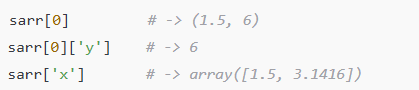 sarr[0]          # -> (1.5, 6)
sarr[0]['y']     # -> 6
sarr['x']        # -> array([1.5, 3.1416])